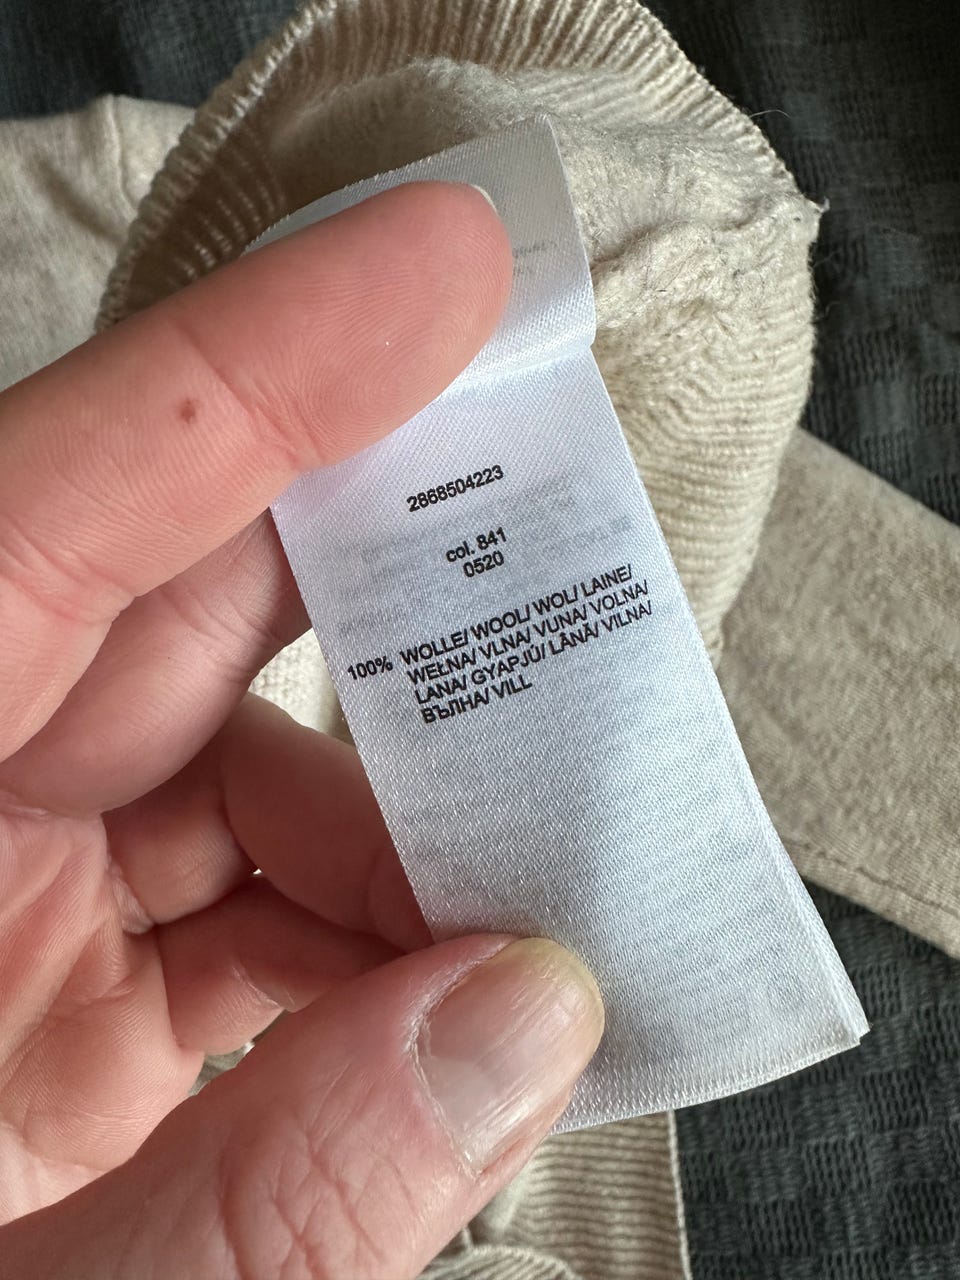 2868504223
col. 841
0520
100% WOLLE/ WOOL/ WOL/ LAINE/
WEŁNA/ VLNA/ VUNA/ VOLNA/
LANA/ GYAPJÚ/ LÂNĂ/ VILNA/
ВЪЛНА/ VILL